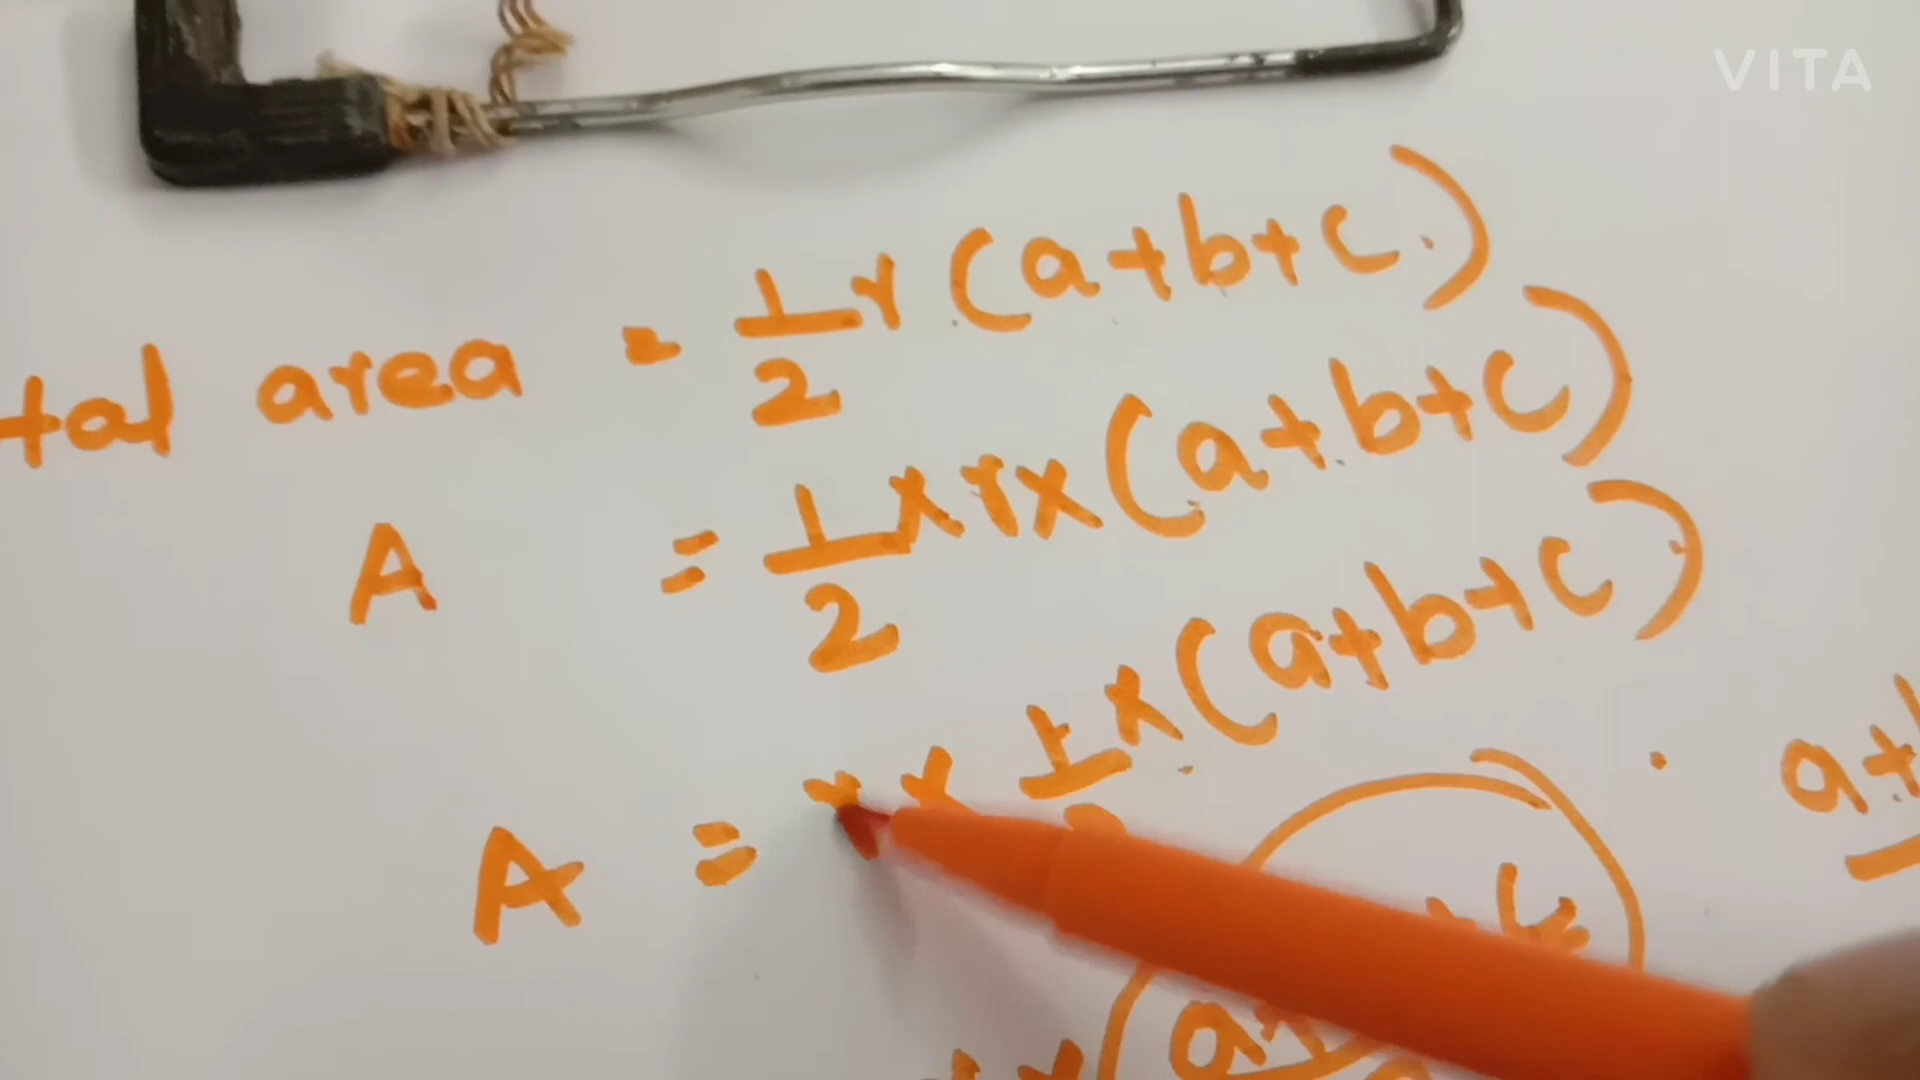 VITA
tal area = 1/2 r (a+b+c)
A = 1/2 x r x (a+b+c)
A = r x 1/2 x (a+b+c)
a+
x (a+